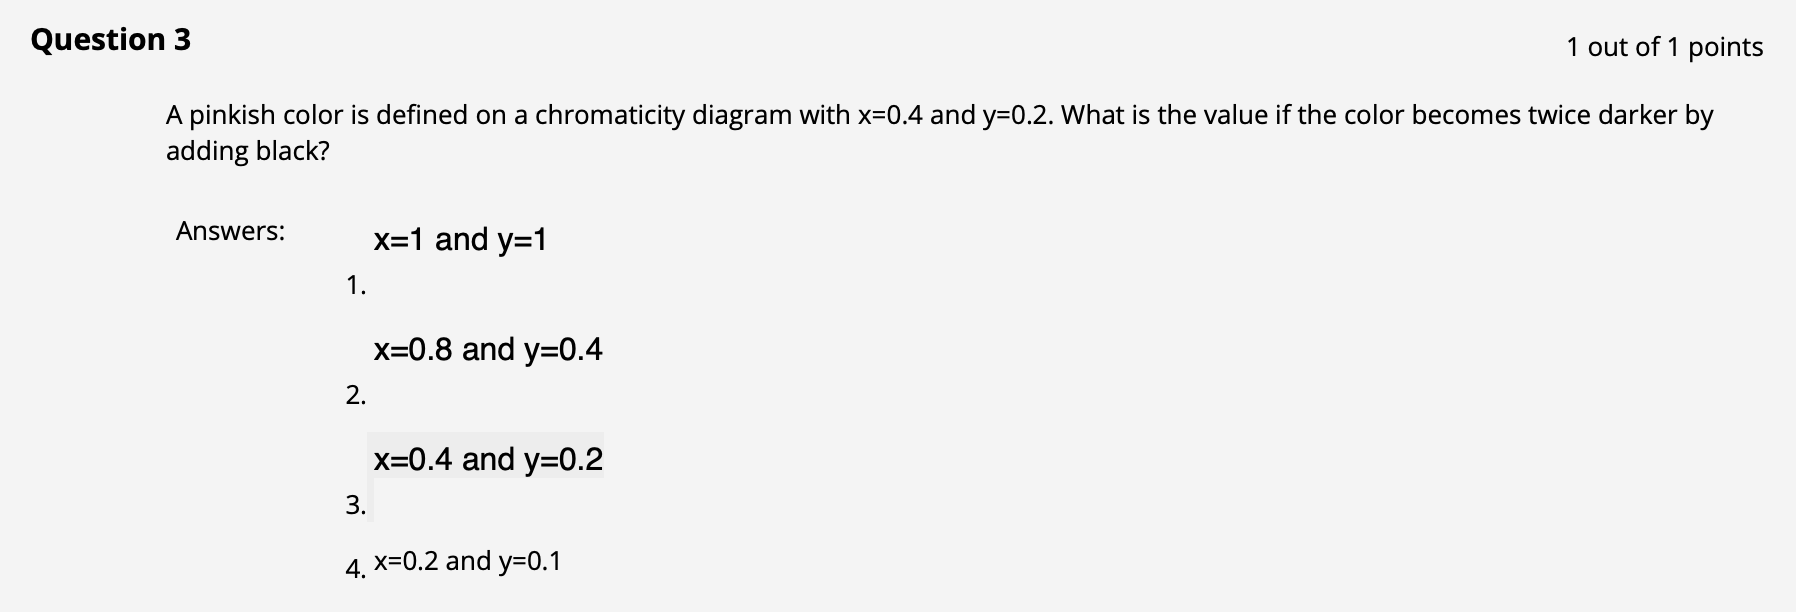 Question 3
1 out of 1 points
A pinkish color is defined on a chromaticity diagram with x=0.4 and y=0.2. What is the value if the color becomes twice darker by
adding black?
Answers:
x=1 and y=1
1.
x=0.8 and y=0.4
2.
x=0.4 and y=0.2
3.
4. x=0.2 and y=0.1